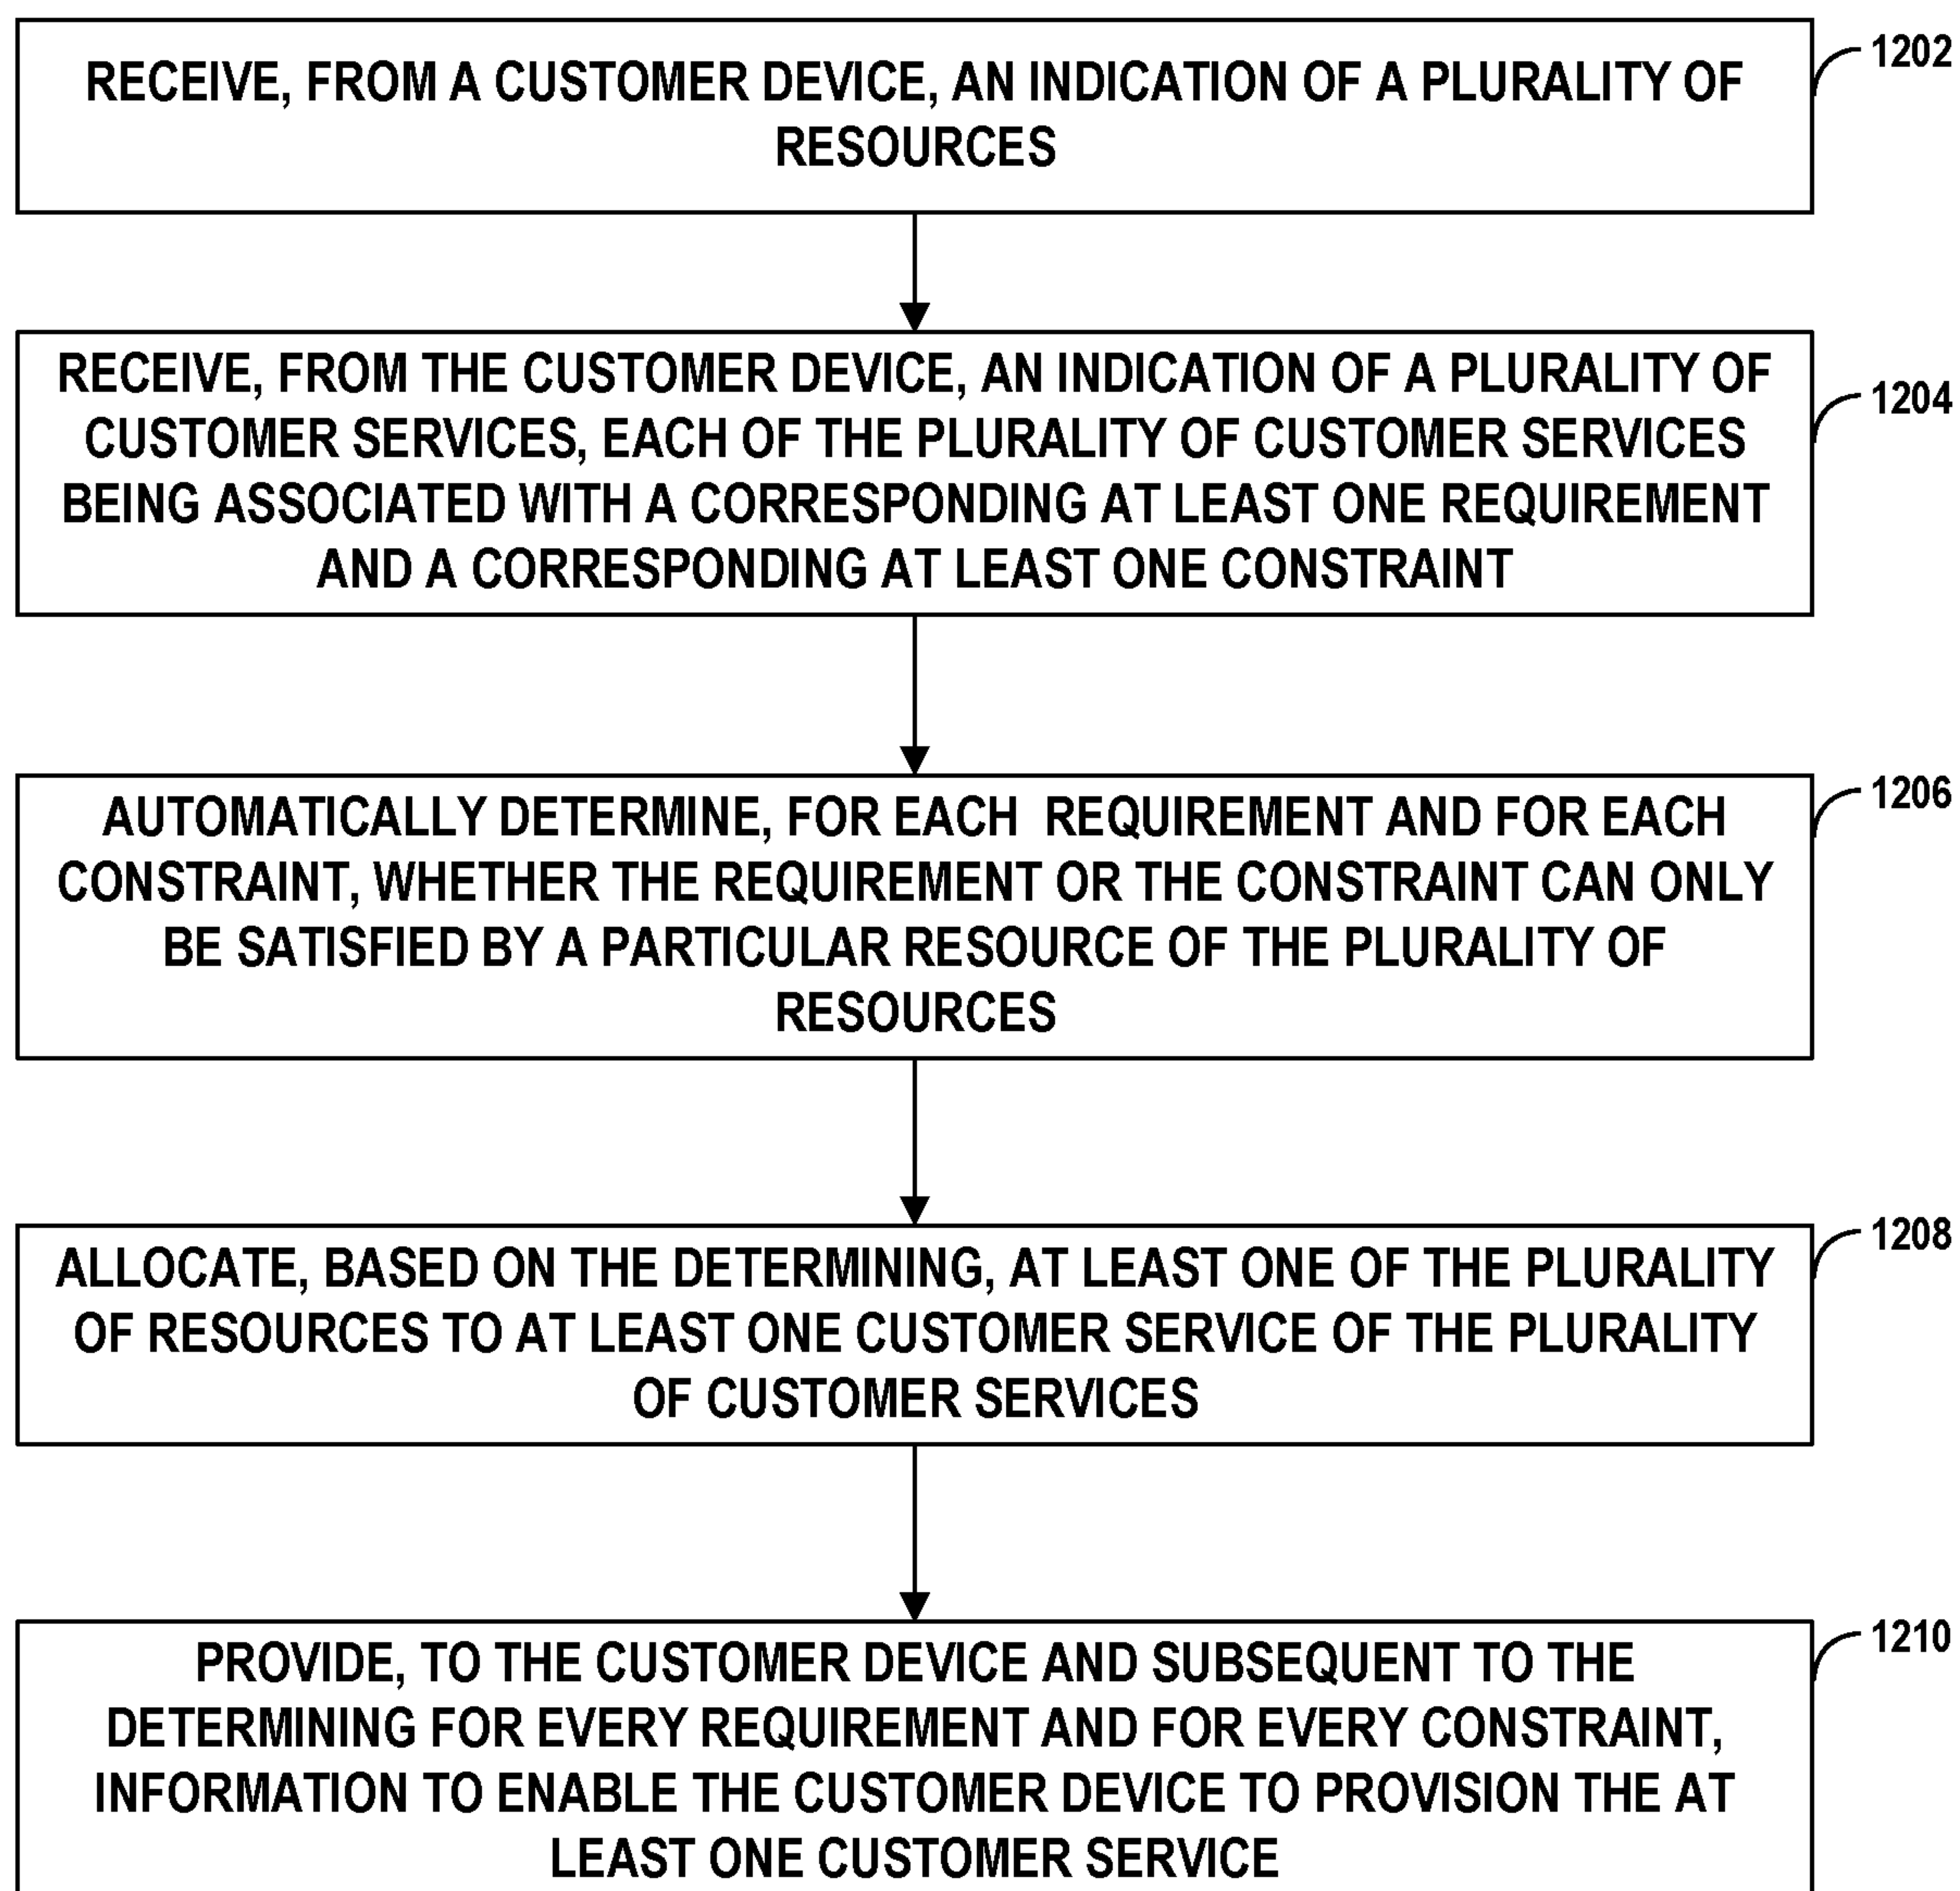 RECEIVE, FROM A CUSTOMER DEVICE, AN INDICATION OF A PLURALITY OF
RESOURCES
1202
RECEIVE, FROM THE CUSTOMER DEVICE, AN INDICATION OF A PLURALITY OF
CUSTOMER SERVICES, EACH OF THE PLURALITY OF CUSTOMER SERVICES
BEING ASSOCIATED WITH A CORRESPONDING AT LEAST ONE REQUIREMENT
AND A CORRESPONDING AT LEAST ONE CONSTRAINT
1204
AUTOMATICALLY DETERMINE, FOR EACH REQUIREMENT AND FOR EACH
CONSTRAINT, WHETHER THE REQUIREMENT OR THE CONSTRAINT CAN ONLY
BE SATISFIED BY A PARTICULAR RESOURCE OF THE PLURALITY OF
RESOURCES
1206
ALLOCATE, BASED ON THE DETERMINING, AT LEAST ONE OF THE PLURALITY
OF RESOURCES TO AT LEAST ONE CUSTOMER SERVICE OF THE PLURALITY
OF CUSTOMER SERVICES
1208
PROVIDE, TO THE CUSTOMER DEVICE AND SUBSEQUENT TO THE
DETERMINING FOR EVERY REQUIREMENT AND FOR EVERY CONSTRAINT,
INFORMATION TO ENABLE THE CUSTOMER DEVICE TO PROVISION THE AT
LEAST ONE CUSTOMER SERVICE
1210